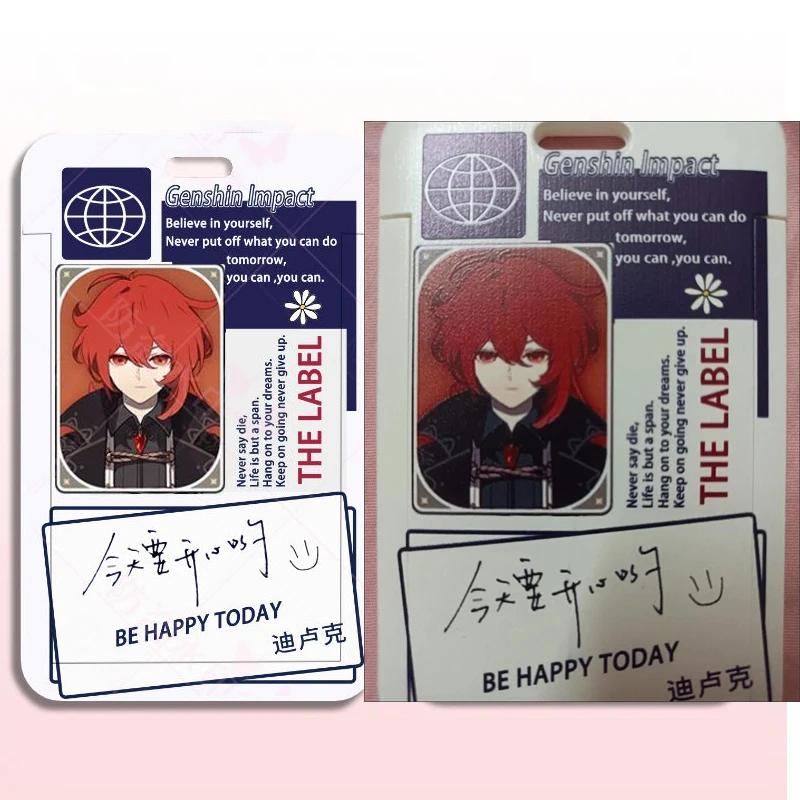 Genshin Impact
Believe in yourself,
Never put off what you can do
tomorrow,
you can ,you can.
Never say die,
Life is but a span.
Hang on to your dreams.
Keep on going never give up.
THE LABEL
今天要开心哟
BE HAPPY TODAY
迪卢克
Genshin Impact
Believe in yourself,
Never put off what you can do
tomorrow,
you can ,you can.
Never say die,
Life is but a span.
Hang on to your dreams.
Keep on going never give up.
THE LABEL
今天要开心哟
BE HAPPY TODAY
迪卢克